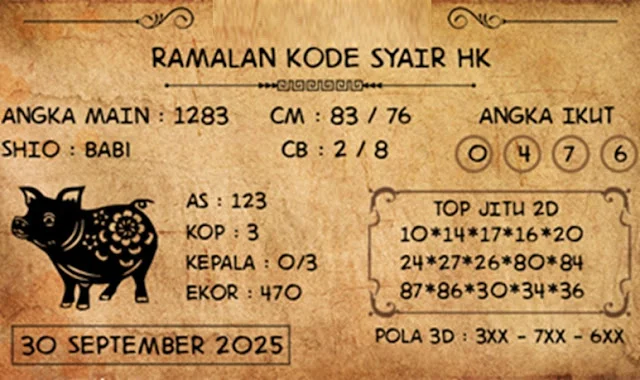 RAMALAN KODE SYAIR HK
ANGKA MAIN : 1283
CM : 83 / 76
ANGKA IKUT
SHIO : BABI
CB : 2 / 8
0 4 7 6
AS : 123
KOP : 3
KEPALA : 0/3
EKOR : 470
TOP JITU 2D
10*14*17*16*20
24*27*26*80*84
87*86*30*34*36
POLA 3D : 3XX - 7XX - 6XX
30 SEPTEMBER 2025